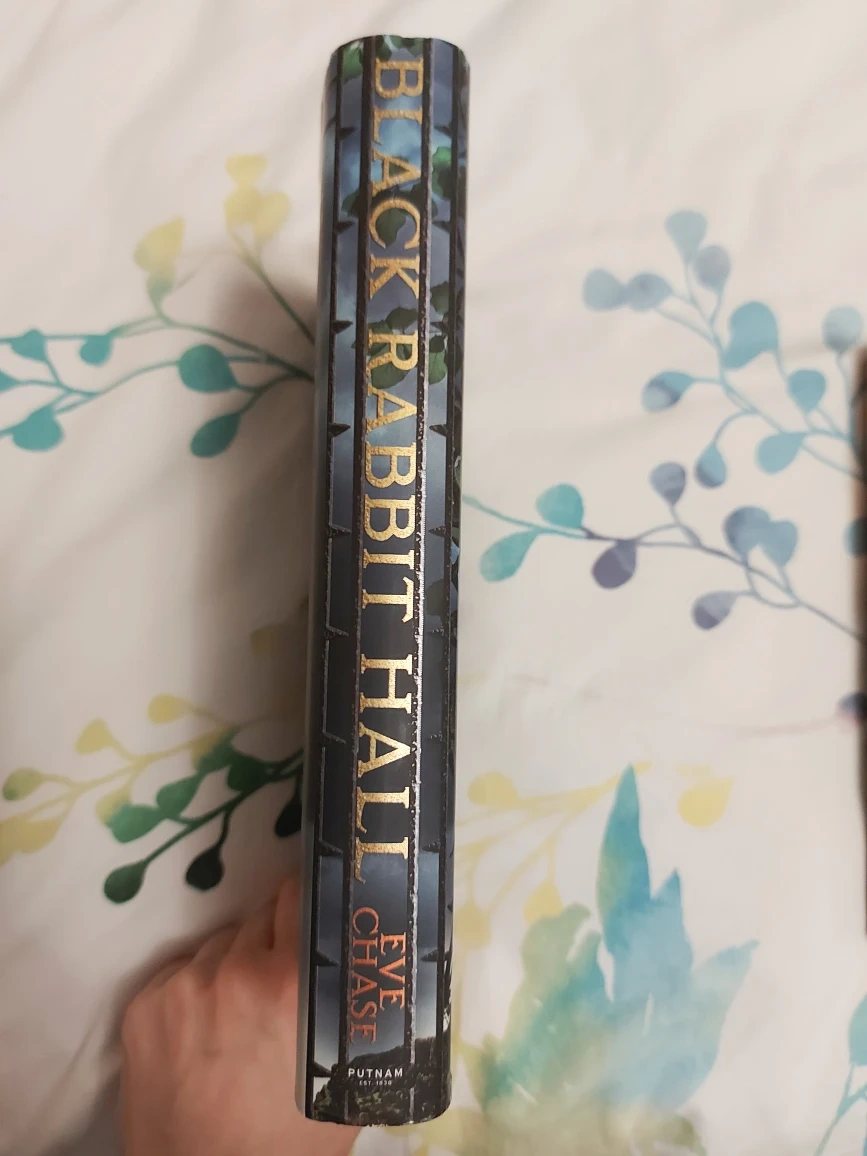 BLACK RABBIT HALL
EVE
CHASE
PUTNAM
EST. 1838